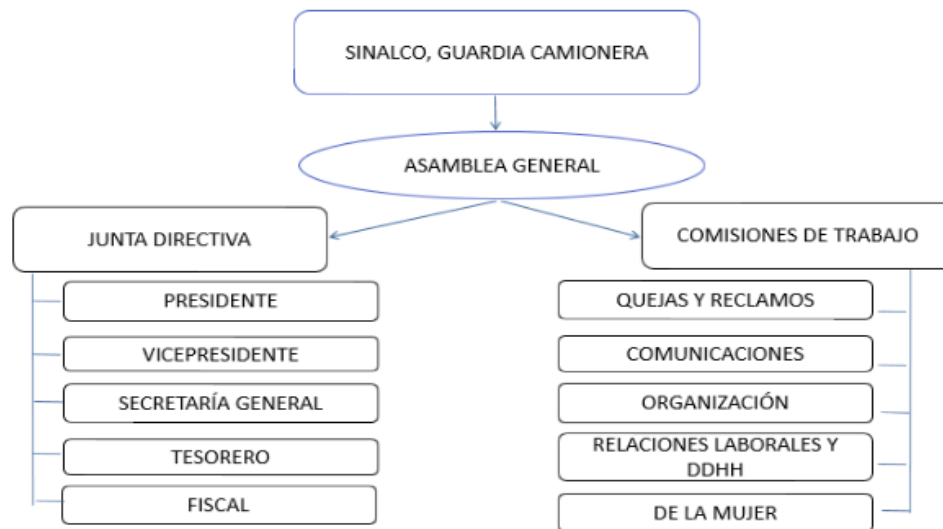 SINALCO, GUARDIA CAMIONERA
ASAMBLEA GENERAL
JUNTA DIRECTIVA
PRESIDENTE
VICEPRESIDENTE
SECRETARÍA GENERAL
TESORERO
FISCAL
COMISIONES DE TRABAJO
QUEJAS Y RECLAMOS
COMUNICACIONES
ORGANIZACIÓN
RELACIONES LABORALES Y
DDHH
DE LA MUJER